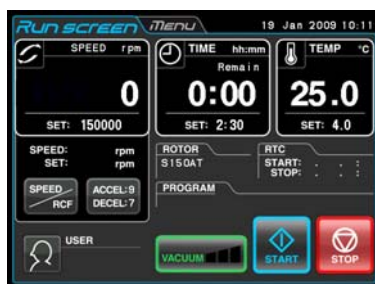 Run screen Menu 19 Jan 2009 10:11
SPEED rpm
0
SET: 150000
TIME hh:mm
Remain
0:00
SET: 2:30
TEMP °C
25.0
SET: 4.0
SPEED: rpm
SET: rpm
SPEED/RCF
ACCEL:9
DECEL:7
ROTOR
S150AT
RTC
START: . . :
STOP: . . :
PROGRAM
USER
VACUUM
START
STOP